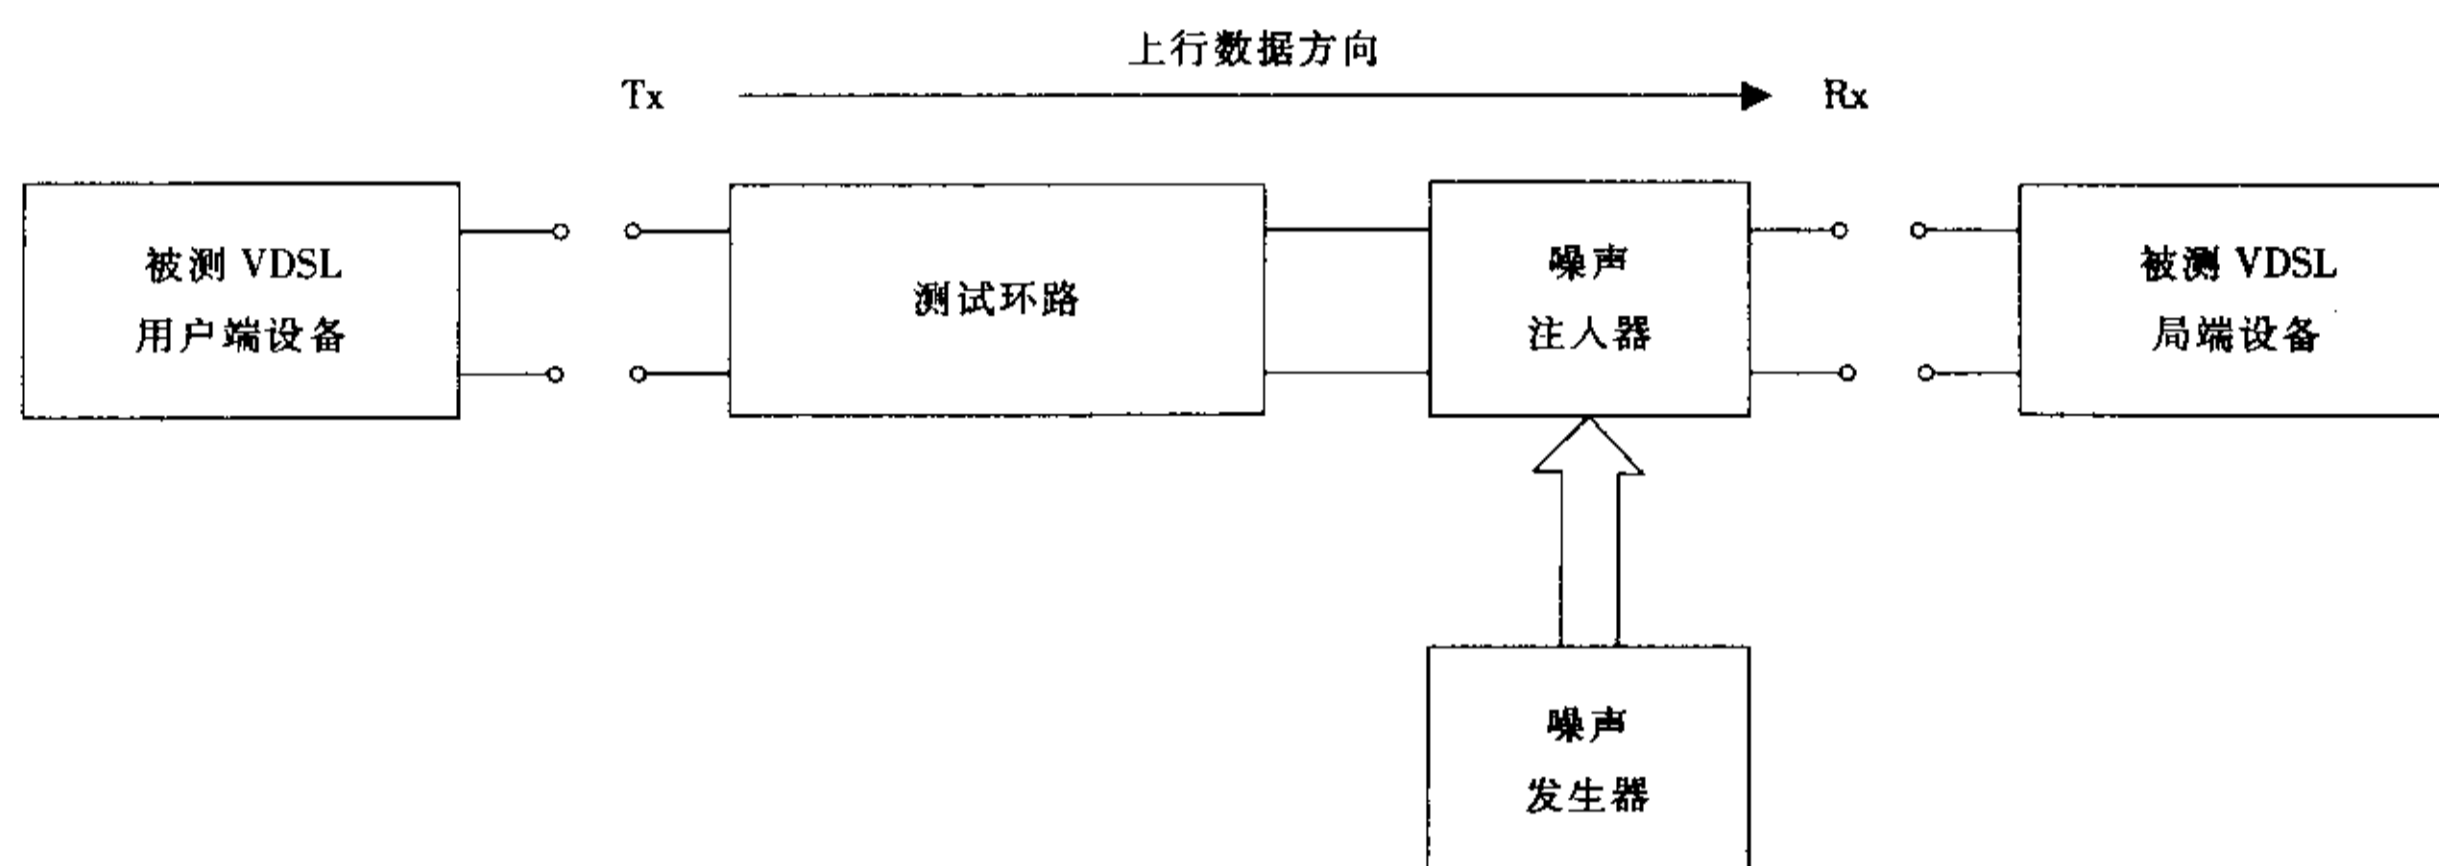 上行数据方向
Tx
Rx
被测 VDSL
用户端设备
测试环路
噪声
注入器
被测 VDSL
局端设备
噪声
发生器